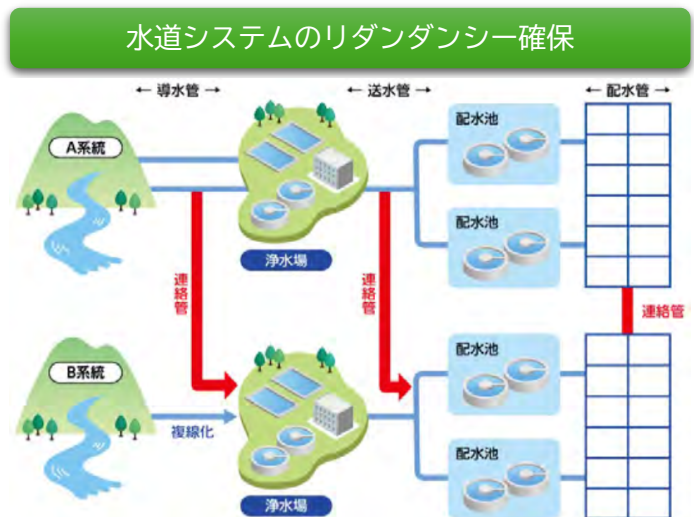 水道システムのリダンダンシー確保
← 導水管 →
← 送水管 →
← 配水管 →
A系統
配水池
配水池
浄水場
連絡管
連絡管
連絡管
B系統
配水池
複線化
配水池
浄水場